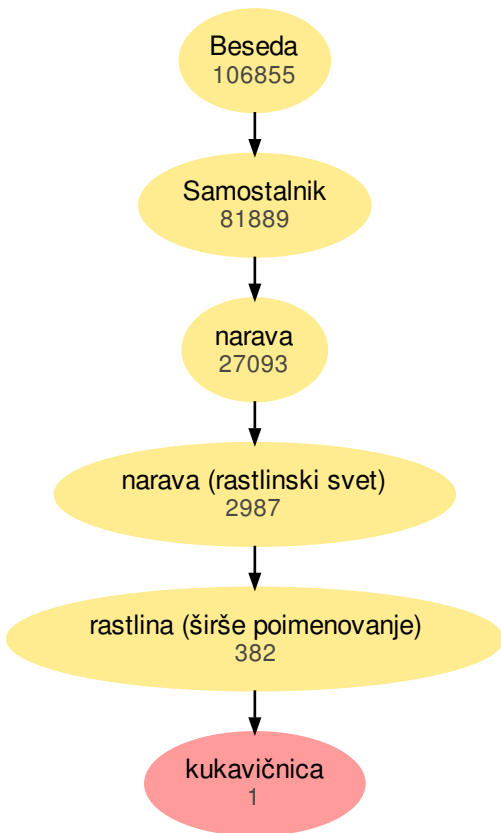 Beseda
106855
Samostalnik
81889
narava
27093
narava (rastlinski svet)
2987
rastlina (širše poimenovanje)
382
kukavičnica
1